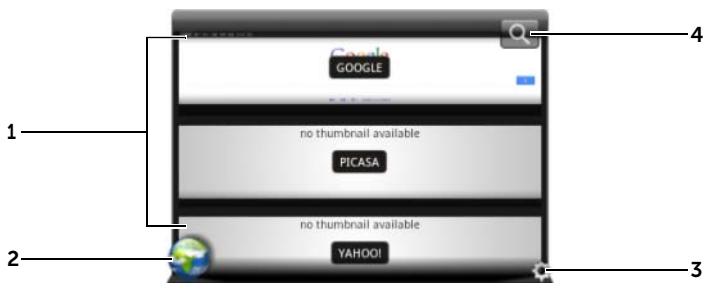 4
Google
GOOGLE
1
no thumbnail available
PICASA
no thumbnail available
2
YAHOO!
3